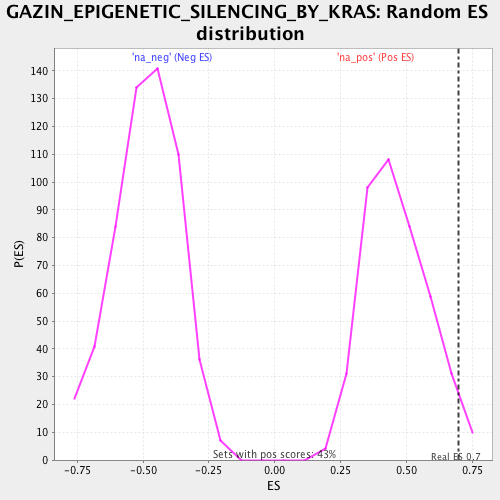 GAZIN_EPIGENETIC_SILENCING_BY_KRAS: Random ES
distribution
'na_neg' (Neg ES)
'na_pos' (Pos ES)
P(ES)
140
130
120
110
100
90
80
70
60
50
40
30
20
10
0
Sets with pos scores: 43%
Real ES 0,7
-0.75
-0.50
-0.25
0.00
0.25
0.50
0.75
ES